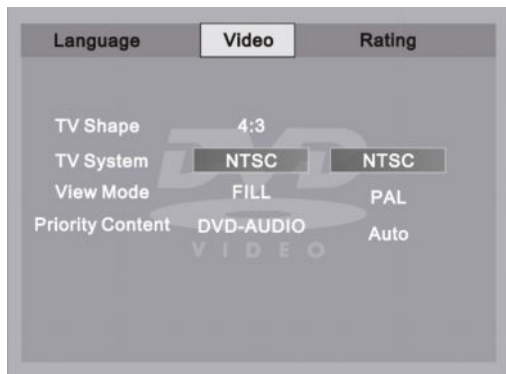 Language Video Rating
TV Shape 4:3
TV System NTSC NTSC
View Mode FILL PAL
Priority Content DVD-AUDIO Auto
DVD
VIDEO